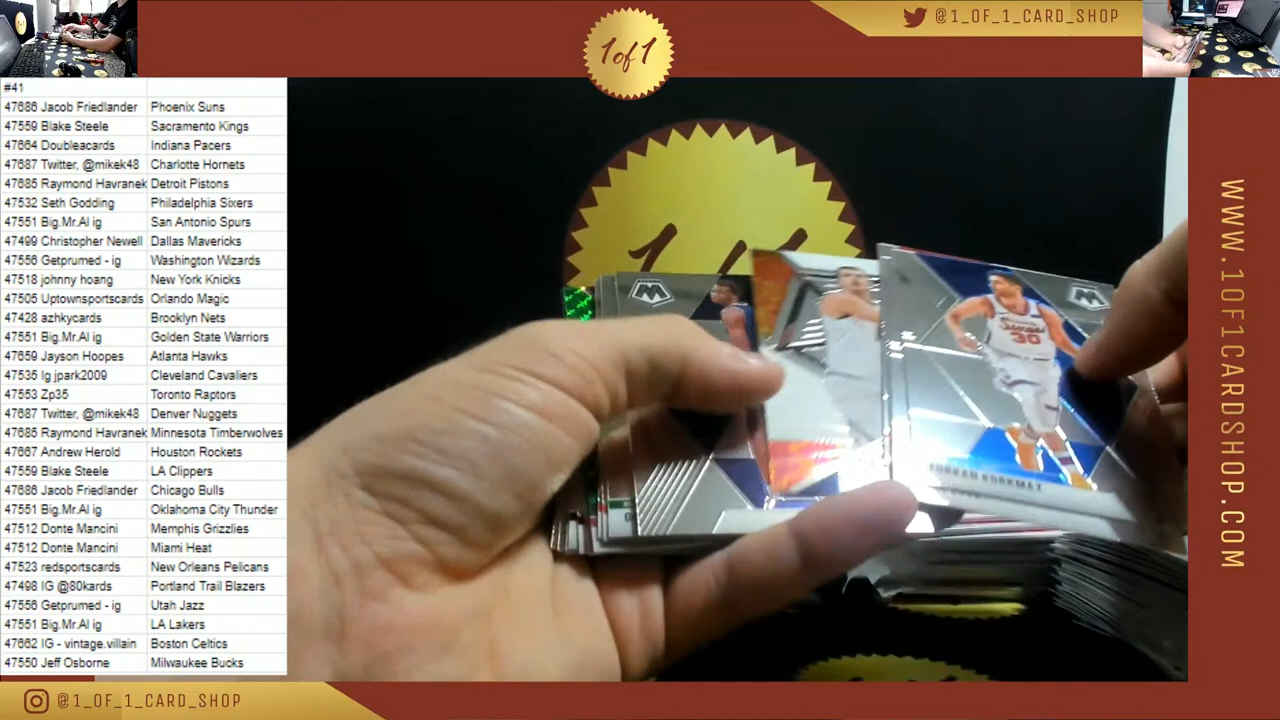 @1_OF_1_CARD_SHOP
1of1
#41
47686 Jacob Friedlander Phoenix Suns
47559 Blake Steele Sacramento Kings
47664 Doubleacards Indiana Pacers
47687 Twitter, @mikek48 Charlotte Hornets
47685 Raymond Havranek Detroit Pistons
47532 Seth Godding Philadelphia Sixers
47551 Big.Mr.Al ig San Antonio Spurs
47499 Christopher Newell Dallas Mavericks
47556 Getprumed - ig Washington Wizards
47518 johnny hoang New York Knicks
47505 Uptownsportscards Orlando Magic
47428 azhkycards Brooklyn Nets
47551 Big.Mr.Al ig Golden State Warriors
47659 Jayson Hoopes Atlanta Hawks
47535 Ig jpark2009 Cleveland Cavaliers
47553 Zp35 Toronto Raptors
47687 Twitter, @mikek48 Denver Nuggets
47685 Raymond Havranek Minnesota Timberwolves
47667 Andrew Herold Houston Rockets
47559 Blake Steele LA Clippers
47686 Jacob Friedlander Chicago Bulls
47551 Big.Mr.Al ig Oklahoma City Thunder
47512 Donte Mancini Memphis Grizzlies
47512 Donte Mancini Miami Heat
47523 redsportscards New Orleans Pelicans
47498 IG @80kards Portland Trail Blazers
47556 Getprumed - ig Utah Jazz
47551 Big.Mr.Al ig LA Lakers
47662 IG - vintage.villain Boston Celtics
47550 Jeff Osborne Milwaukee Bucks
30
FURKAN KORKMAZ
WWW.1OF1CARDSHOP.COM
@1_OF_1_CARD_SHOP